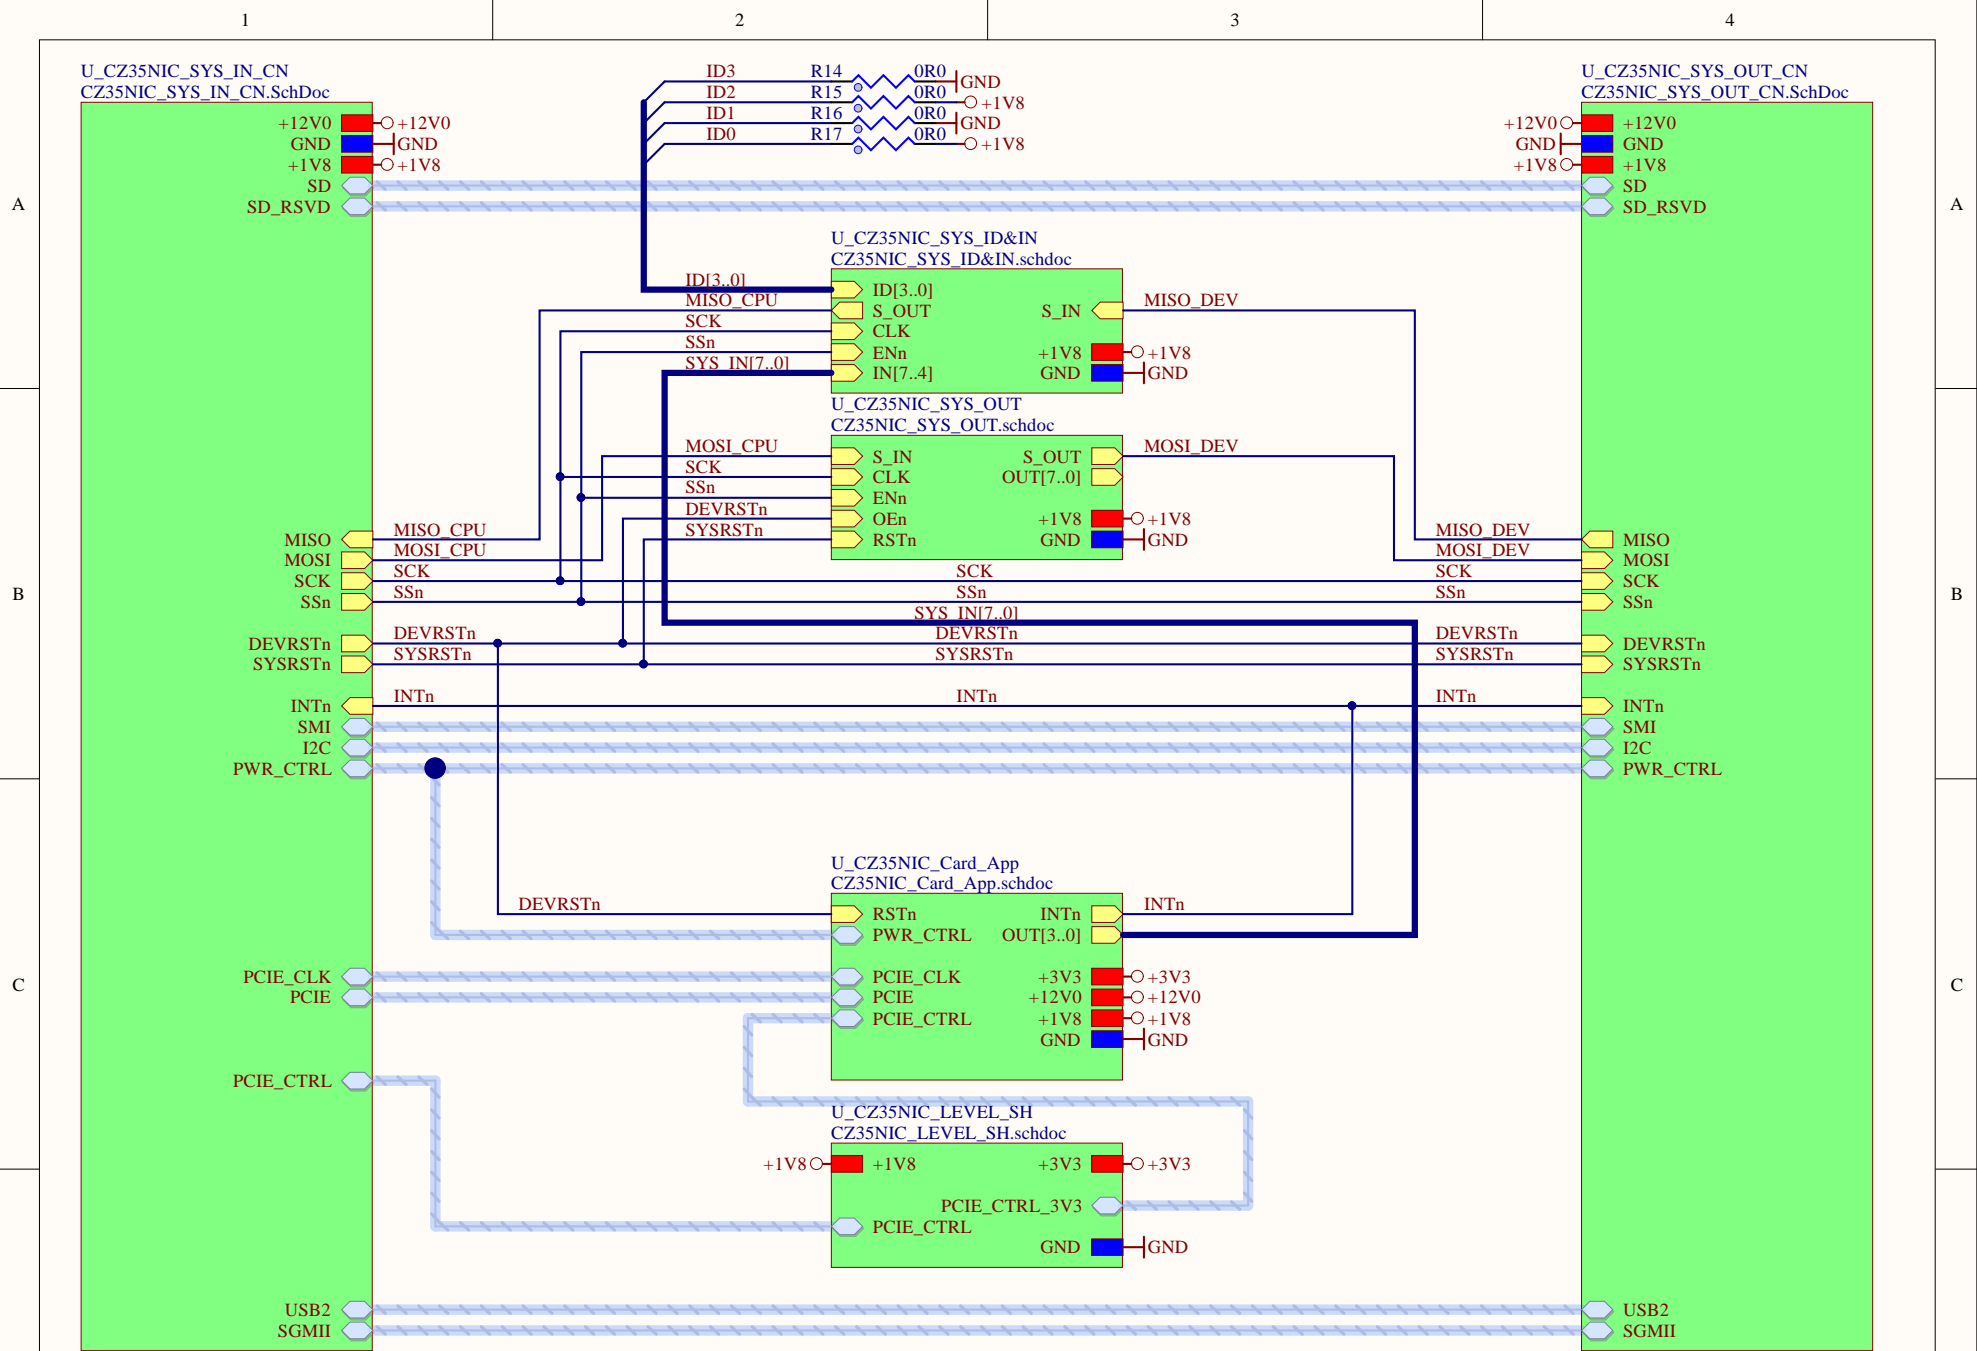 1 2 3 4
U_CZ35NIC_SYS_IN_CN
CZ35NIC_SYS_IN_CN.SchDoc
+12V0 +12V0
GND GND
+1V8 +1V8
SD
SD_RSVD
MISO MISO_CPU
MOSI MOSI_CPU
SCK SCK
SSn SSn
DEVRSTn DEVRSTn
SYSRSTn SYSRSTn
INTn INTn
SMI
I2C
PWR_CTRL
PCIE_CLK
PCIE
PCIE_CTRL
USB2
SGMII
ID3 R14 0R0 GND
ID2 R15 0R0 +1V8
ID1 R16 0R0 GND
ID0 R17 0R0 +1V8
U_CZ35NIC_SYS_ID&IN
CZ35NIC_SYS_ID&IN.schdoc
ID[3..0] ID[3..0]
MISO_CPU S_OUT S_IN MISO_DEV
SCK CLK
SSn ENn +1V8 +1V8
SYS_IN[7..0] IN[7..4] GND GND
U_CZ35NIC_SYS_OUT
CZ35NIC_SYS_OUT.schdoc
MOSI_CPU S_IN S_OUT MOSI_DEV
SCK CLK OUT[7..0]
SSn ENn
DEVRSTn OEn +1V8 +1V8
SYSRSTn RSTn GND GND
SCK
SSn
SYS_IN[7..0]
DEVRSTn
SYSRSTn
INTn
U_CZ35NIC_Card_App
CZ35NIC_Card_App.schdoc
DEVRSTn RSTn INTn INTn
PWR_CTRL OUT[3..0]
PCIE_CLK +3V3 +3V3
PCIE +12V0 +12V0
PCIE_CTRL +1V8 +1V8
GND GND
U_CZ35NIC_LEVEL_SH
CZ35NIC_LEVEL_SH.schdoc
+1V8 +1V8 +3V3 +3V3
PCIE_CTRL_3V3
PCIE_CTRL
GND GND
U_CZ35NIC_SYS_OUT_CN
CZ35NIC_SYS_OUT_CN.SchDoc
+12V0 +12V0
GND GND
+1V8 +1V8
SD
SD_RSVD
MISO_DEV MISO
MOSI_DEV MOSI
SCK SCK
SSn SSn
DEVRSTn DEVRSTn
SYSRSTn SYSRSTn
INTn INTn
SMI
I2C
PWR_CTRL
USB2
SGMII
A A
B B
C C